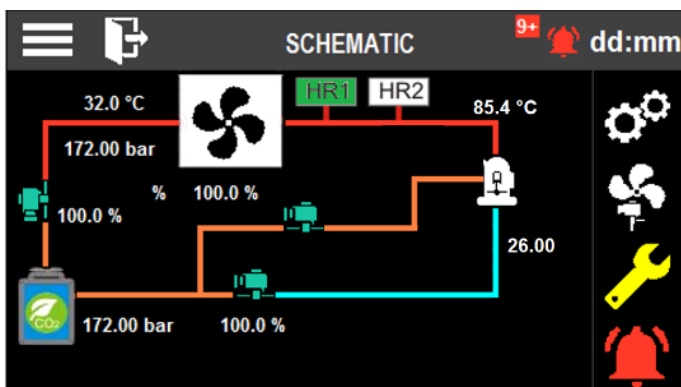 SCHEMATIC
9+
dd:mm
32.0 °C
HR1
HR2
85.4 °C
172.00 bar
% 100.0 %
100.0 %
26.00
CO2
172.00 bar
100.0 %